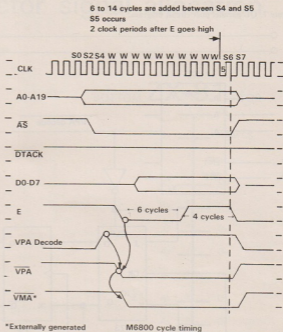 6 to 14 cycles are added between S4 and S5
S5 occurs
2 clock periods after E goes high
S0 S2 S4 W W W W W W W W W W S6 S7
CLK
5
A0-A19
AS
DTACK
D0-D7
E
6 cycles
4 cycles
VPA Decode
VPA
VMA*
*Externally generated
M6800 cycle timing